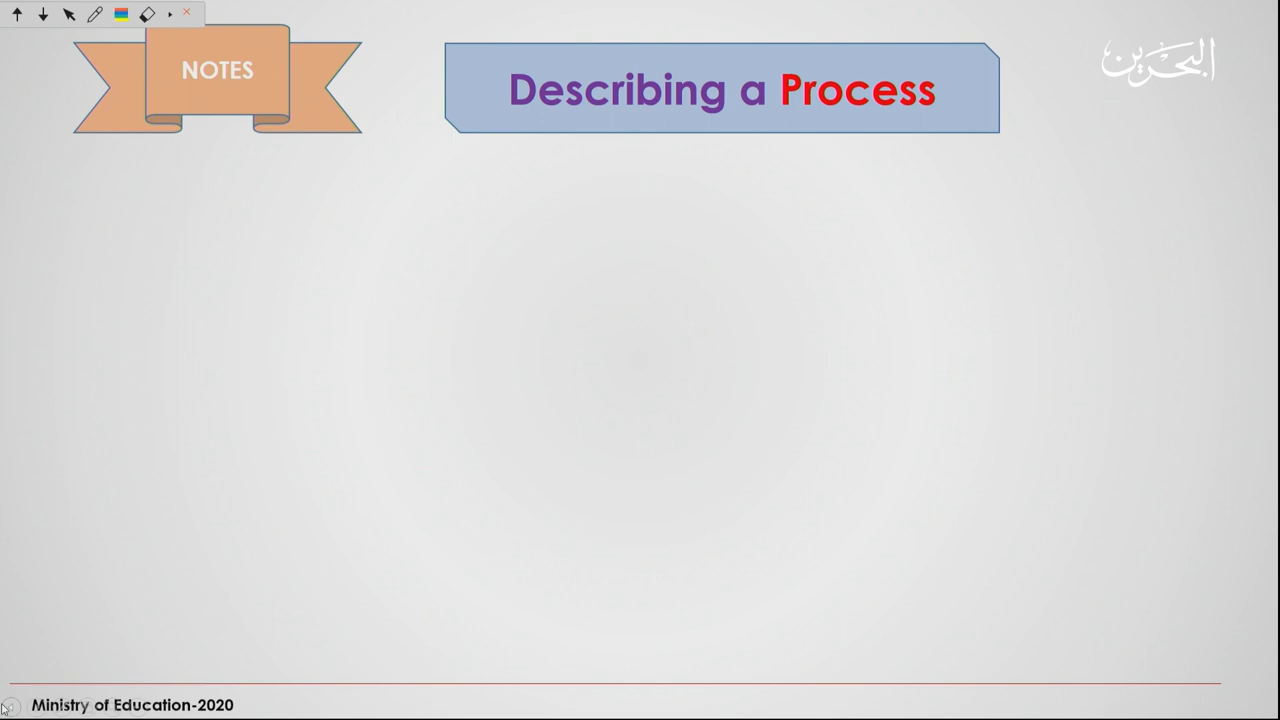 NOTES
Describing a Process
البحرين
Ministry of Education-2020